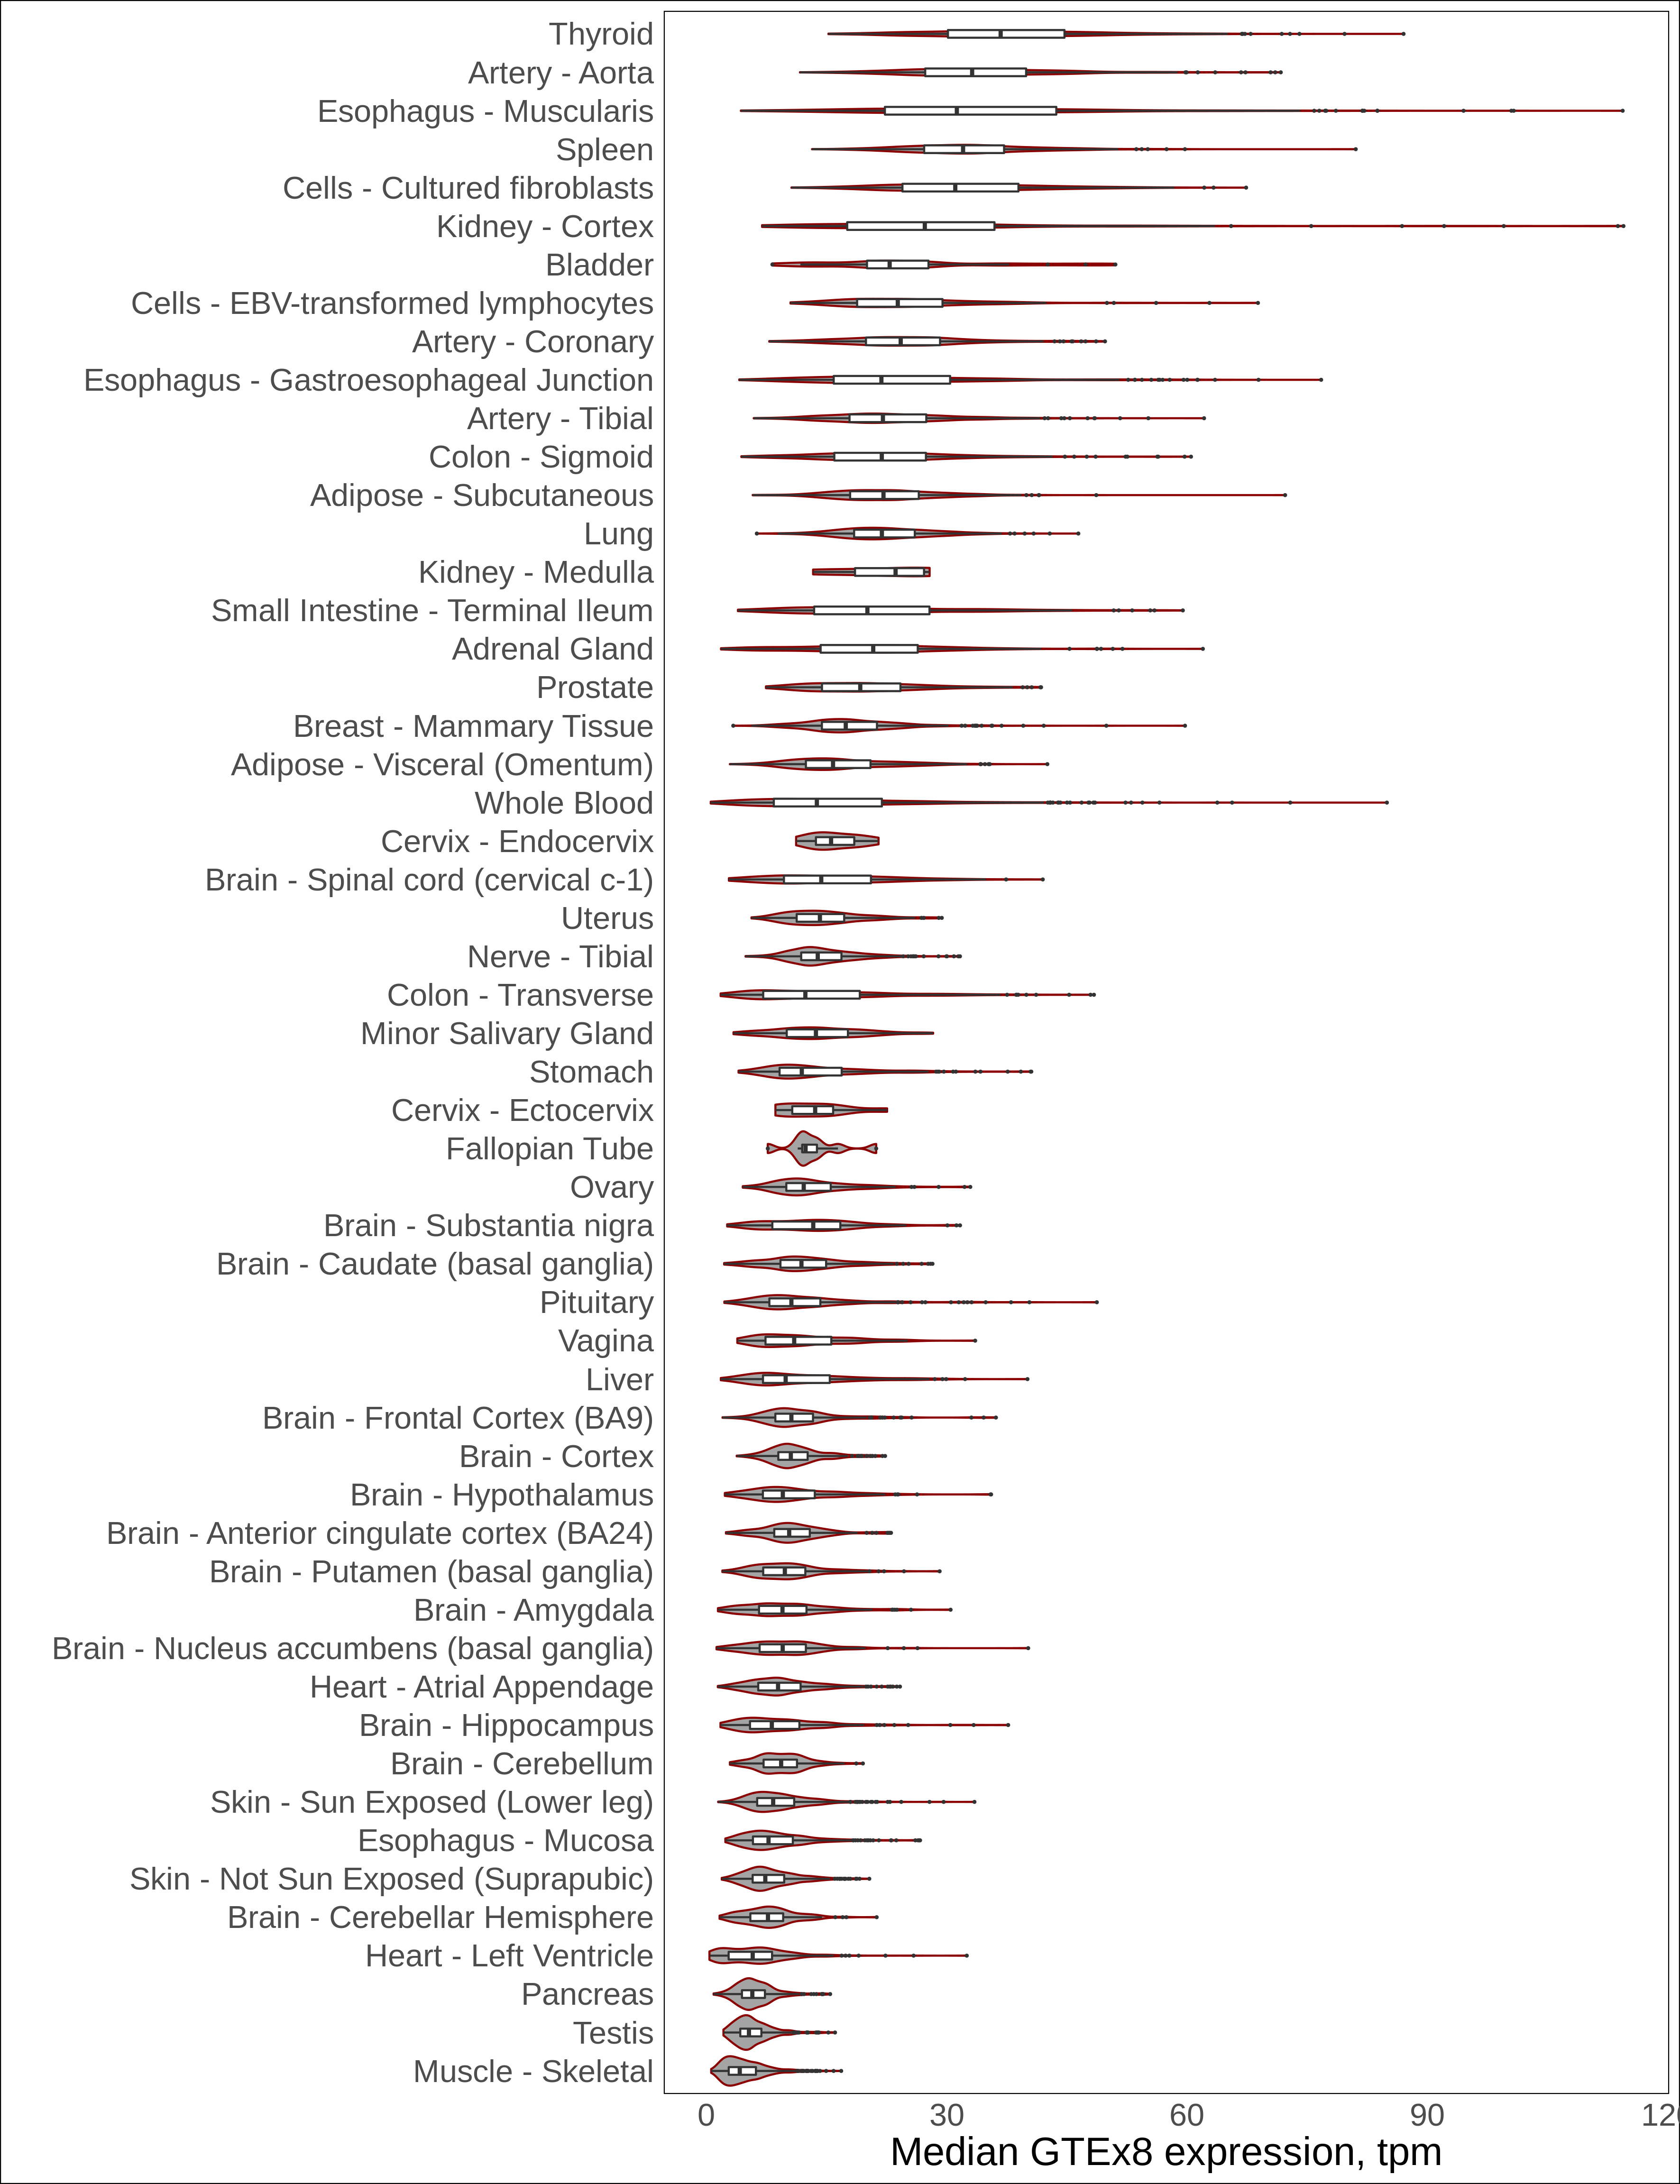 Thyroid
Artery - Aorta
Esophagus - Muscularis
Spleen
Cells - Cultured fibroblasts
Kidney - Cortex
Bladder
Cells - EBV-transformed lymphocytes
Artery - Coronary
Esophagus - Gastroesophageal Junction
Artery - Tibial
Colon - Sigmoid
Adipose - Subcutaneous
Lung
Kidney - Medulla
Small Intestine - Terminal Ileum
Adrenal Gland
Prostate
Breast - Mammary Tissue
Adipose - Visceral (Omentum)
Whole Blood
Cervix - Endocervix
Brain - Spinal cord (cervical c-1)
Uterus
Nerve - Tibial
Colon - Transverse
Minor Salivary Gland
Stomach
Cervix - Ectocervix
Fallopian Tube
Ovary
Brain - Substantia nigra
Brain - Caudate (basal ganglia)
Pituitary
Vagina
Liver
Brain - Frontal Cortex (BA9)
Brain - Cortex
Brain - Hypothalamus
Brain - Anterior cingulate cortex (BA24)
Brain - Putamen (basal ganglia)
Brain - Amygdala
Brain - Nucleus accumbens (basal ganglia)
Heart - Atrial Appendage
Brain - Hippocampus
Brain - Cerebellum
Skin - Sun Exposed (Lower leg)
Esophagus - Mucosa
Skin - Not Sun Exposed (Suprapubic)
Brain - Cerebellar Hemisphere
Heart - Left Ventricle
Pancreas
Testis
Muscle - Skeletal
0 30 60 90
Median GTEx8 expression, tpm